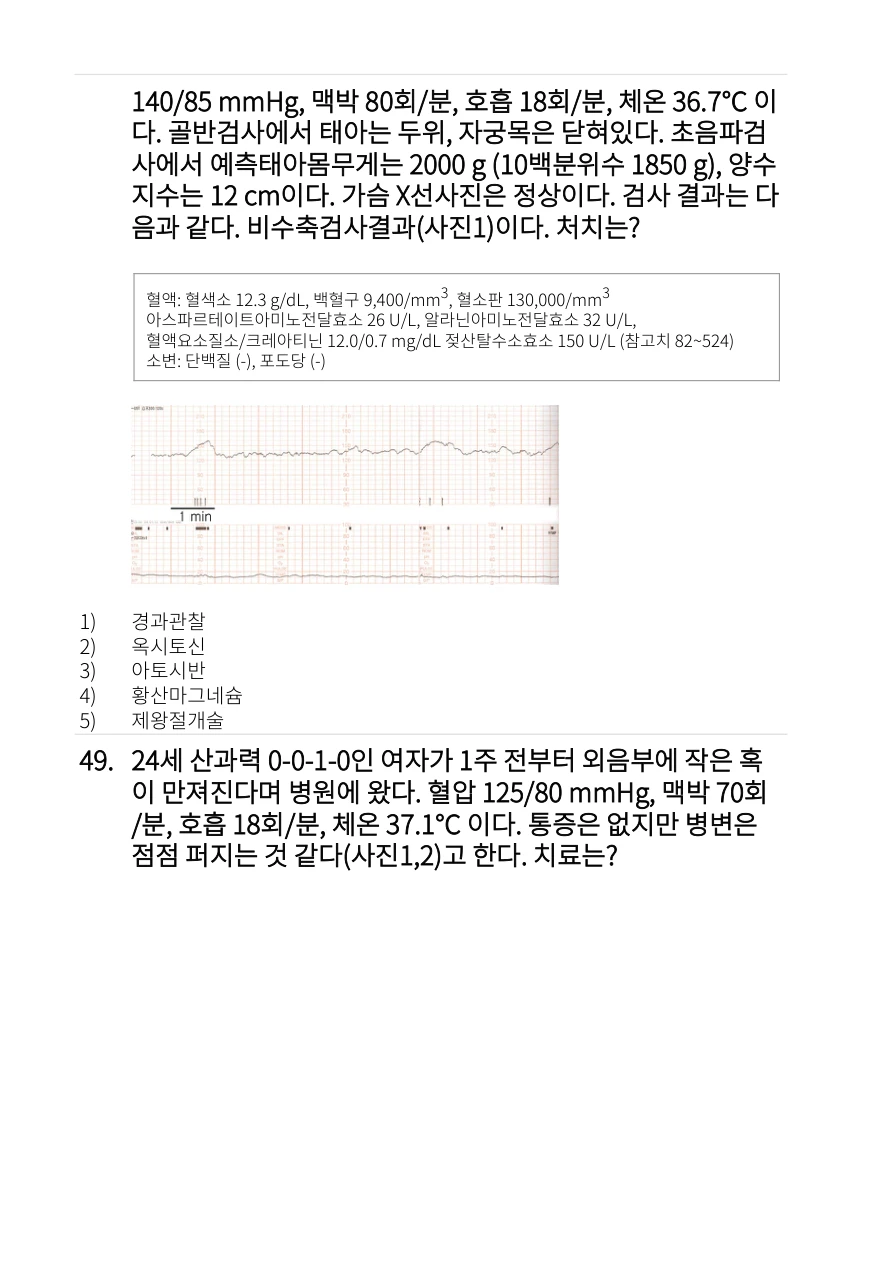 140/85 mmHg, 맥박 80회/분, 호흡 18회/분, 체온 36.7°C 이
다. 골반검사에서 태아는 두위, 자궁목은 닫혀있다. 초음파검
사에서 예측태아몸무게는 2000 g (10백분위수 1850 g), 양수
지수는 12 cm이다. 가슴 X선사진은 정상이다. 검사 결과는 다
음과 같다. 비수축검사결과(사진1)이다. 처치는?
혈액: 혈색소 12.3 g/dL, 백혈구 9,400/mm3, 혈소판 130,000/mm3
아스파르테이트아미노전달효소 26 U/L, 알라닌아미노전달효소 32 U/L,
혈액요소질소/크레아티닌 12.0/0.7 mg/dL 젖산탈수소효소 150 U/L (참고치 82~524)
소변: 단백질 (-), 포도당 (-)
1 min
1) 경과관찰
2) 옥시토신
3) 아토시반
4) 황산마그네슘
5) 제왕절개술
49. 24세 산과력 0-0-1-0인 여자가 1주 전부터 외음부에 작은 혹
이 만져진다며 병원에 왔다. 혈압 125/80 mmHg, 맥박 70회
/분, 호흡 18회/분, 체온 37.1°C 이다. 통증은 없지만 병변은
점점 퍼지는 것 같다(사진1,2)고 한다. 치료는?